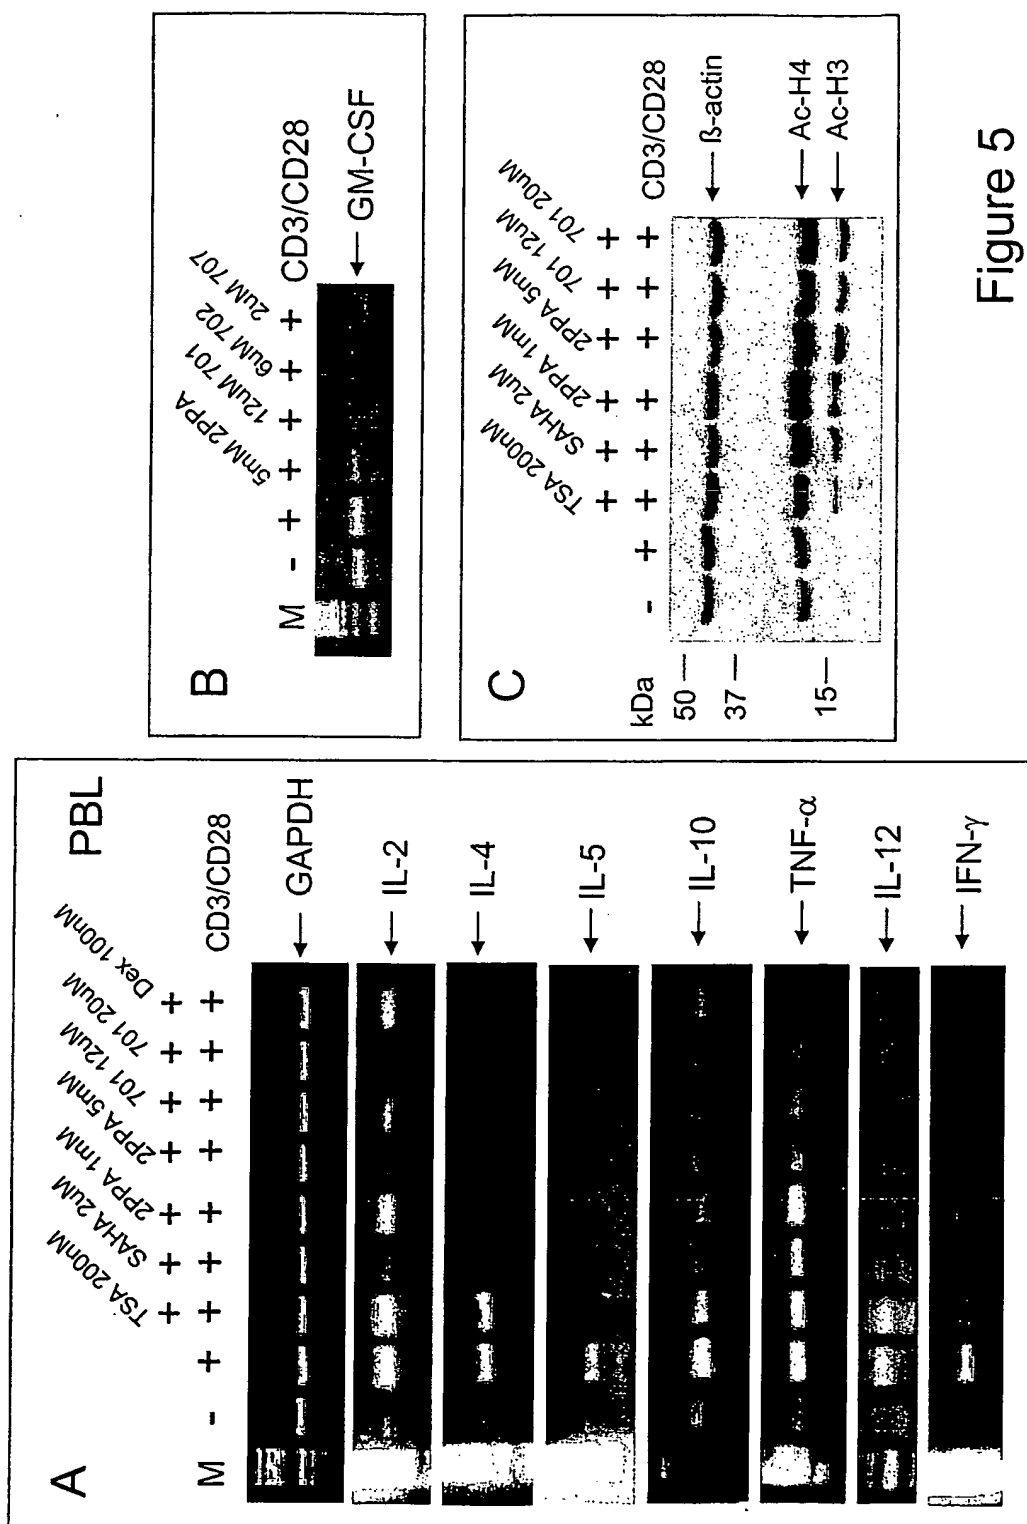 A
PBL
TSA 200nM
SAHA 2uM
2PPA 1mM
2PPA 5mM
701 12uM
701 20uM
Dex 100nM
+ + + + + + +
M - + + + + + + + + CD3/CD28
GAPDH
IL-2
IL-4
IL-5
IL-10
TNF-α
IL-12
IFN-γ
B
5mM 2PPA
12uM 701
6uM 702
2uM 707
M - + + + + + CD3/CD28
GM-CSF
C
TSA 200nM
SAHA 2uM
2PPA 1mM
2PPA 5mM
701 12uM
701 20uM
+ + + + + +
kDa - + + + + + + + CD3/CD28
50
ß-actin
37
Ac-H4
15
Ac-H3
Figure 5